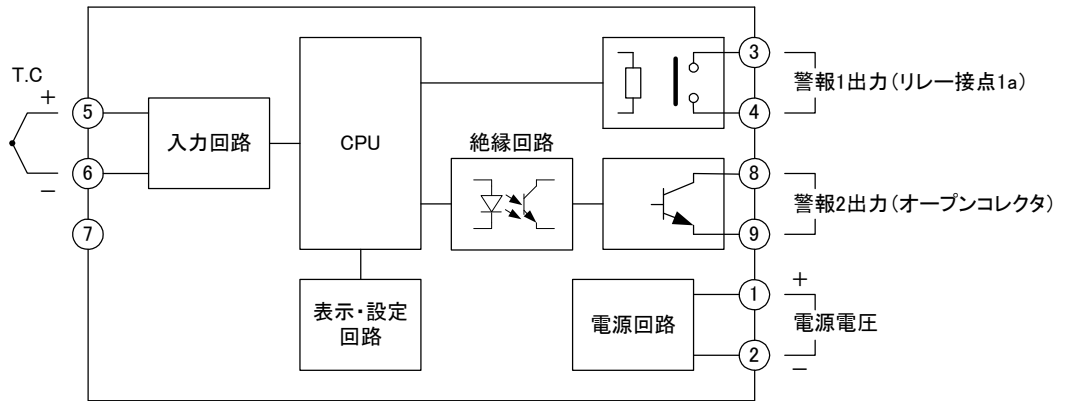 T.C
+
5
6
−
7
入力回路
CPU
表示・設定
回路
絶縁回路
3
4
警報1出力(リレー接点1a)
8
9
警報2出力(オープンコレクタ)
電源回路
1
2
+
電源電圧
−